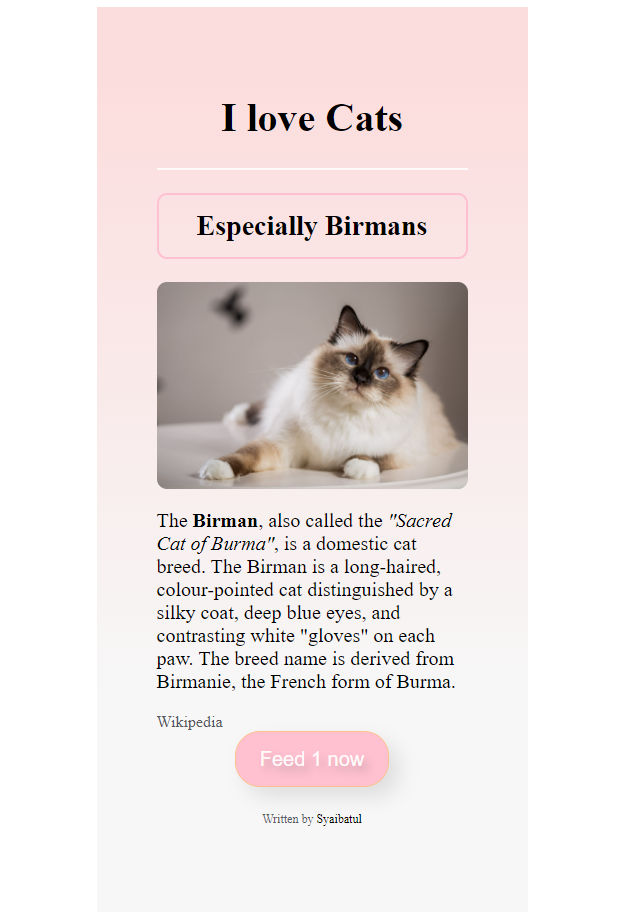 I love Cats
Especially Birmans
The Birman, also called the "Sacred
Cat of Burma", is a domestic cat
breed. The Birman is a long-haired,
colour-pointed cat distinguished by a
silky coat, deep blue eyes, and
contrasting white "gloves" on each
paw. The breed name is derived from
Birmanie, the French form of Burma.
Wikipedia
Feed 1 now
Written by Syaibatul